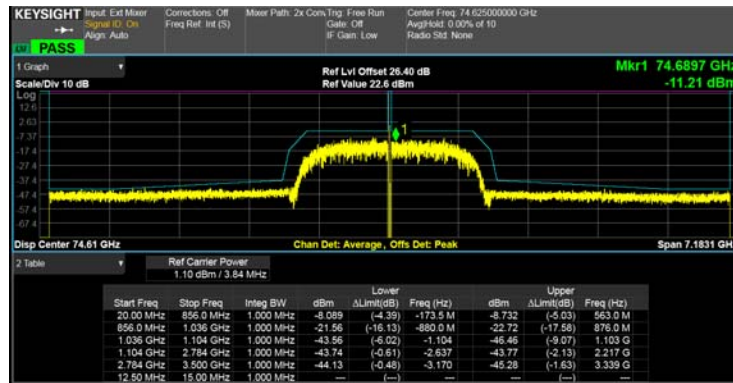 KEYSIGHT Input: Ext Mixer Corrections: Off Mixer Path: 2x Conv Trig: Free Run Center Freq: 74.625000000 GHz
Signal ID: On Freq Ref: Int (S) Gate: Off Avg|Hold: 0.00% of 10
Align: Auto IF Gain: Low Radio Std: None
PASS
1 Graph Ref Lvl Offset 26.40 dB Mkr1 74.6897 GHz
Scale/Div 10 dB Ref Value 22.6 dBm -11.21 dBm
Log
12.6
2.63
-7.37
-17.4
-27.4
-37.4
-47.4
-57.4
-67.4
1
Disp Center 74.61 GHz Chan Det: Average, Offs Det: Peak Span 7.1831 GHz
2 Table Ref Carrier Power
1.10 dBm / 3.84 MHz
Lower Upper
Start Freq Stop Freq Integ BW dBm ΔLimit(dB) Freq (Hz) dBm ΔLimit(dB) Freq (Hz)
20.00 MHz 856.0 MHz 1.000 MHz -8.089 (-4.39) -173.5 M -8.732 (-5.03) 563.0 M
856.0 MHz 1.036 GHz 1.000 MHz -21.56 (-16.13) -880.0 M -22.72 (-17.58) 876.0 M
1.036 GHz 1.104 GHz 1.000 MHz -43.56 (-6.02) -1.104 -46.46 (-9.07) 1.103 G
1.104 GHz 2.784 GHz 1.000 MHz -43.74 (-0.61) -2.637 -43.77 (-2.13) 2.217 G
2.784 GHz 3.500 GHz 1.000 MHz -44.13 (-0.48) -3.170 -45.28 (-1.63) 3.339 G
12.50 MHz 15.00 MHz 1.000 MHz --- (---) --- --- (---) ---